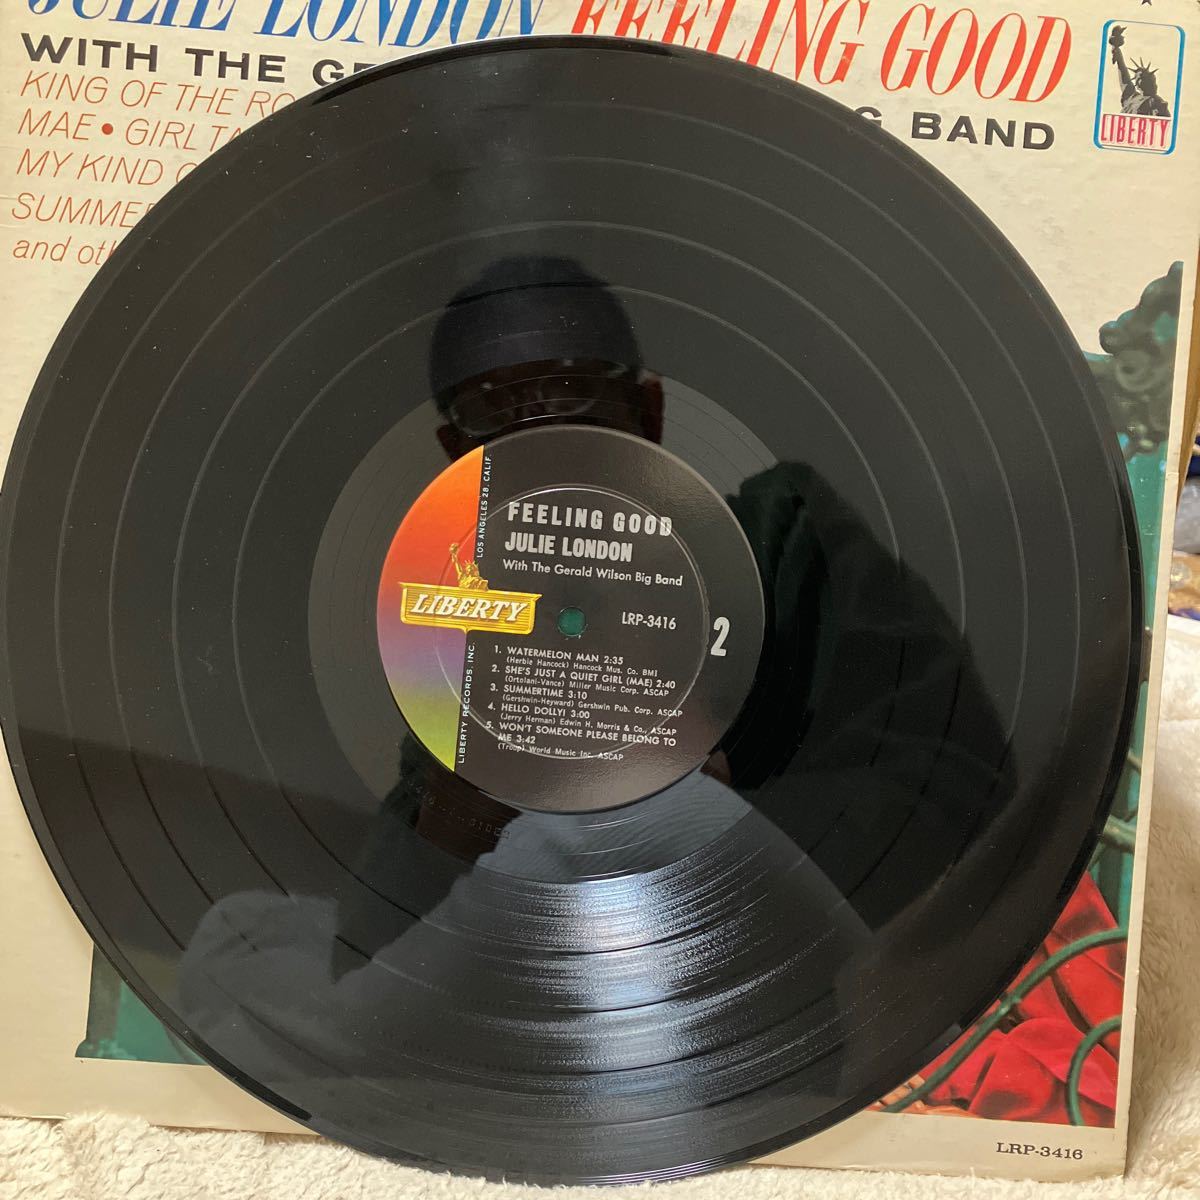 JULIE LONDON FEELING GOOD
WITH THE BAND
KING OF THE
MAE • GIRL
MY KIND
and
LIBERTY
LOS ANGELES 28, CALIF.
FEELING GOOD
JULIE LONDON
With The Gerald Wilson Big Band
LIBERTY
LRP-3416
2
LIBERTY RECORDS, INC.
1. WATERMELON MAN 2:35
(Herbie Hancock) Hancock Mus. Co. BMI
2. SHE'S JUST A QUIET GIRL (MAE) 2:40
(Ortolani-Vance) Miller Music Corp. ASCAP
3. SUMMERTIME 3:10
(Gershwin-Heyward) Gershwin Pub. Corp. ASCAP
4. HELLO DOLLY! 3:00
(Jerry Herman) Edwin H. Morris & Co., ASCAP
5. WON'T SOMEONE PLEASE BELONG TO
ME 3:42
(Troup) World Music Inc. ASCAP
LRP-3416